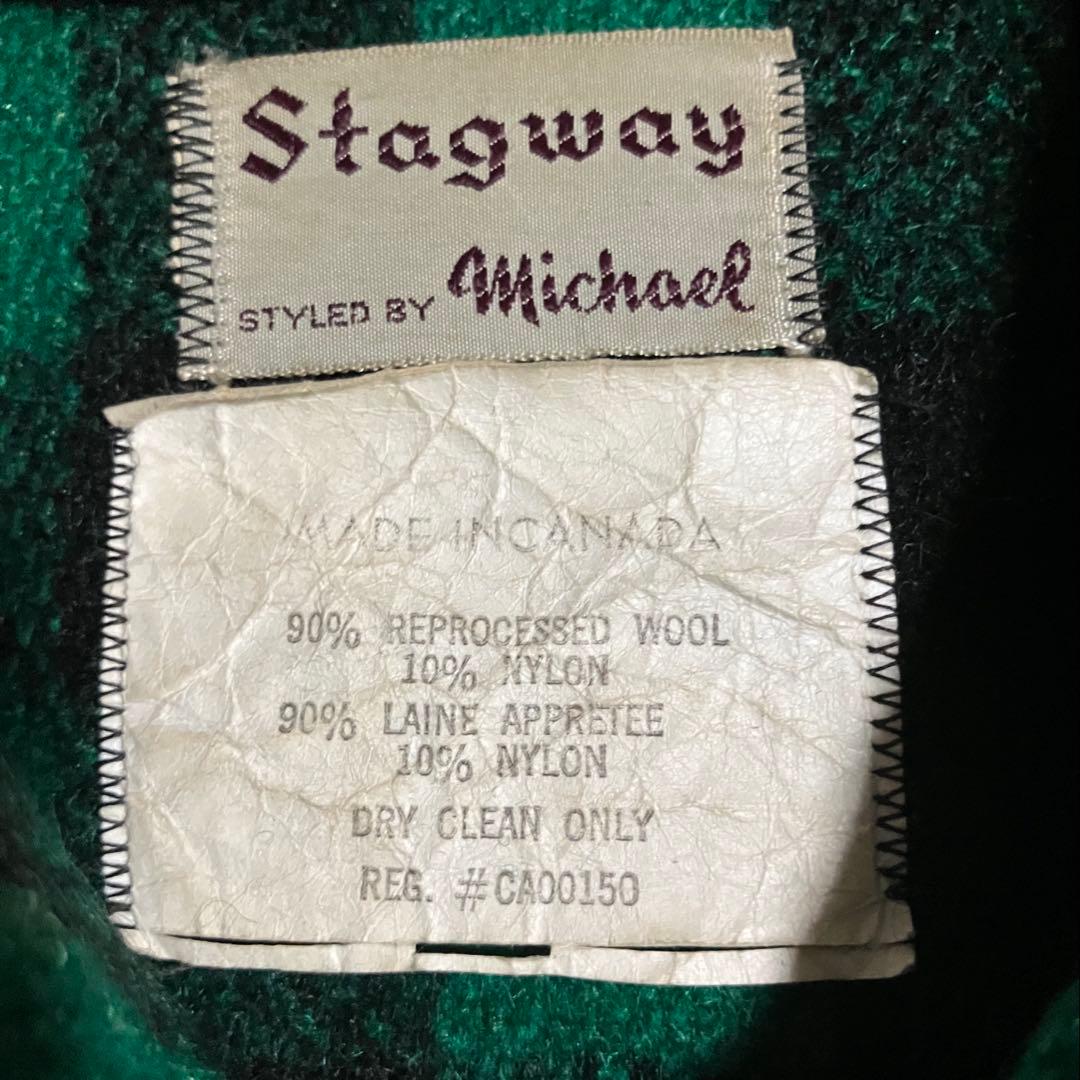 Stagway
STYLED BY Michael
MADE IN CANADA
90% REPROCESSED WOOL
10% NYLON
90% LAINE APPRETEE
10% NYLON
DRY CLEAN ONLY
REG. #CA00150